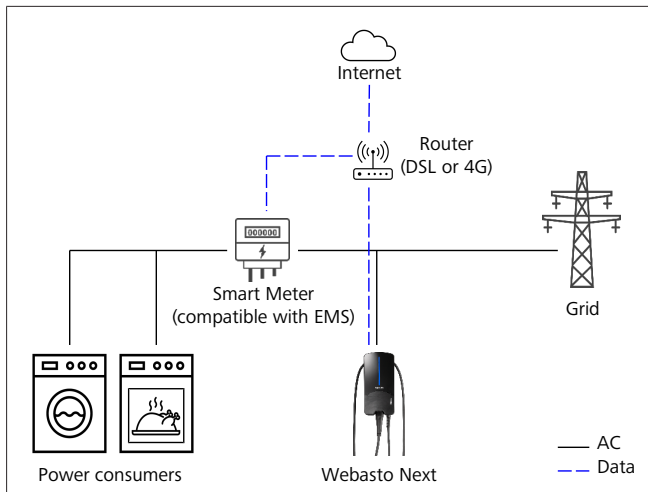 Internet
Router
(DSL or 4G)
000000
Smart Meter
(compatible with EMS)
Grid
Power consumers
Webasto Next
AC
Data